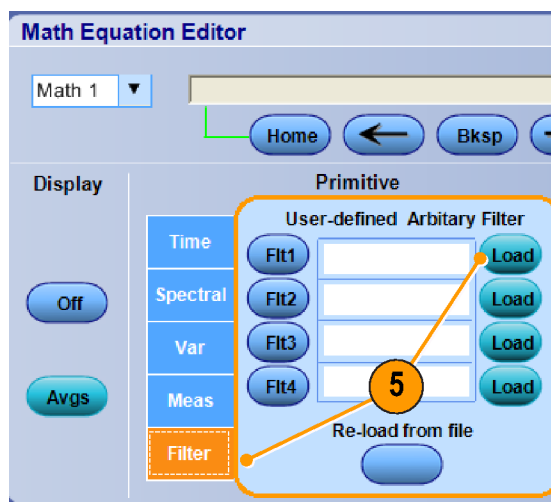 Math Equation Editor
Math 1
Home
Bksp
Display
Primitive
User-defined Arbitary Filter
Time
Spectral
Var
Meas
Filter
Off
Avgs
Flt1
Load
Flt2
Load
Flt3
Load
Flt4
Load
5
Re-load from file